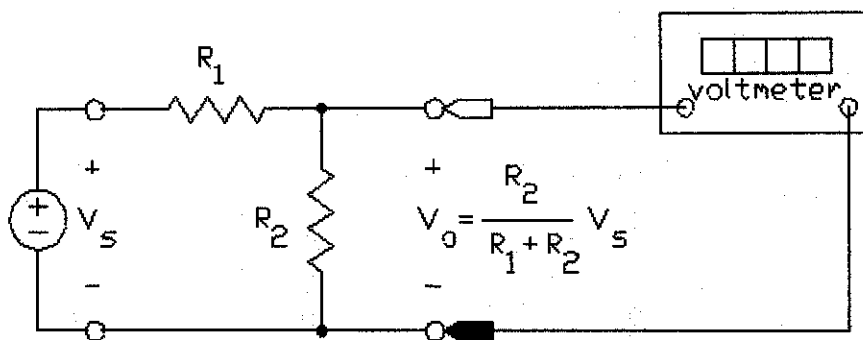 R1
voltmeter
+ +
+ − Vs R2 Vo = R2 / (R1 + R2) Vs
− −